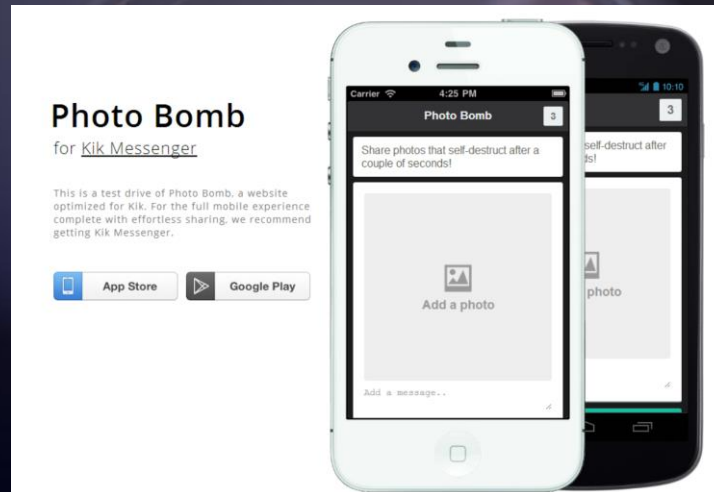 Photo Bomb
for Kik Messenger
This is a test drive of Photo Bomb, a website
optimized for Kik. For the full mobile experience
complete with effortless sharing, we recommend
getting Kik Messenger.
App Store
Google Play
Carrier 4:25 PM
Photo Bomb 3
Share photos that self-destruct after a
couple of seconds!
Add a photo
Add a message..
10:10
3
self-destruct after
ds!
photo